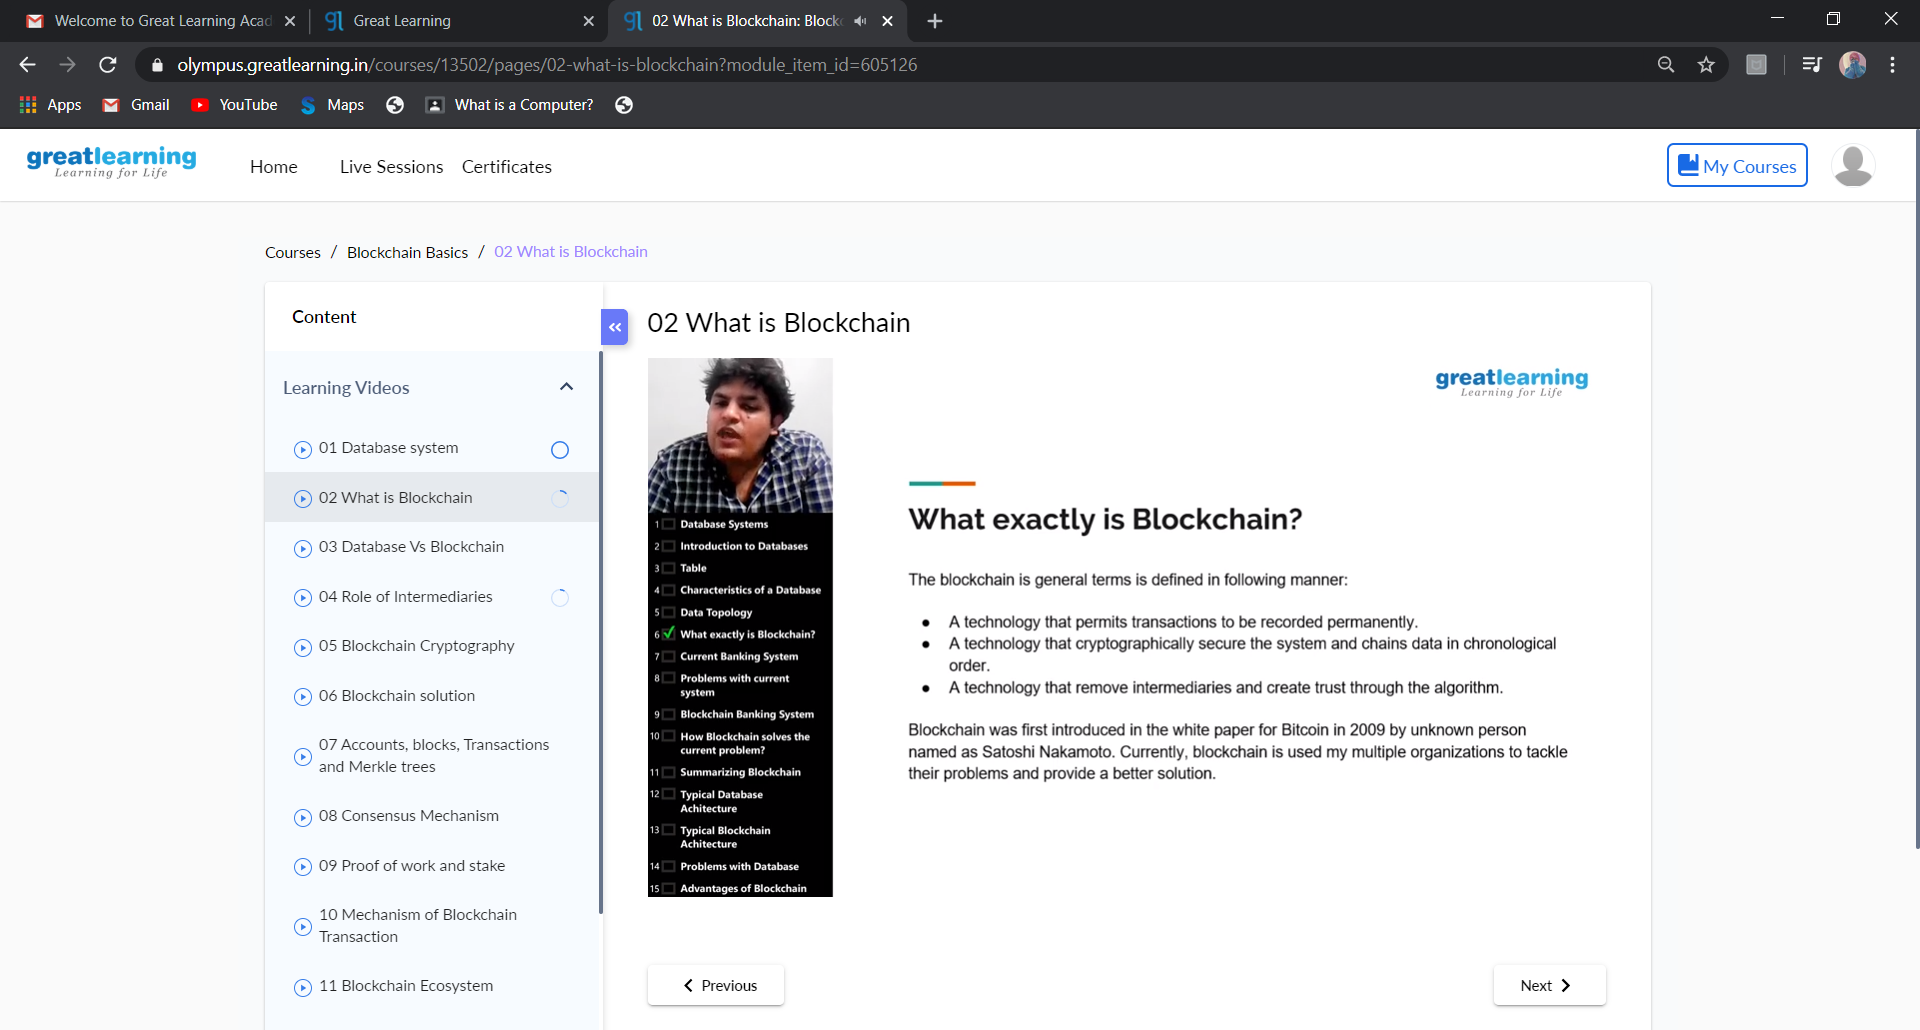 Welcome to Great Learning Acad
Great Learning
02 What is Blockchain: Block
olympus.greatlearning.in/courses/13502/pages/02-what-is-blockchain?module_item_id=605126
Apps
Gmail
YouTube
Maps
What is a Computer?
greatlearning
Learning for Life
Home
Live Sessions
Certificates
My Courses
Courses / Blockchain Basics / 02 What is Blockchain
Content
Learning Videos
01 Database system
02 What is Blockchain
03 Database Vs Blockchain
04 Role of Intermediaries
05 Blockchain Cryptography
06 Blockchain solution
07 Accounts, blocks, Transactions
and Merkle trees
08 Consensus Mechanism
09 Proof of work and stake
10 Mechanism of Blockchain
Transaction
11 Blockchain Ecosystem
02 What is Blockchain
1 Database Systems
2 Introduction to Databases
3 Table
4 Characteristics of a Database
5 Data Topology
6 What exactly is Blockchain?
7 Current Banking System
8 Problems with current
system
9 Blockchain Banking System
10 How Blockchain solves the
current problem?
11 Summarizing Blockchain
12 Typical Database
Achitecture
13 Typical Blockchain
Achitecture
14 Problems with Database
15 Advantages of Blockchain
greatlearning
Learning for Life
What exactly is Blockchain?
The blockchain is general terms is defined in following manner:
● A technology that permits transactions to be recorded permanently.
● A technology that cryptographically secure the system and chains data in chronological
order.
● A technology that remove intermediaries and create trust through the algorithm.
Blockchain was first introduced in the white paper for Bitcoin in 2009 by unknown person
named as Satoshi Nakamoto. Currently, blockchain is used my multiple organizations to tackle
their problems and provide a better solution.
Previous
Next